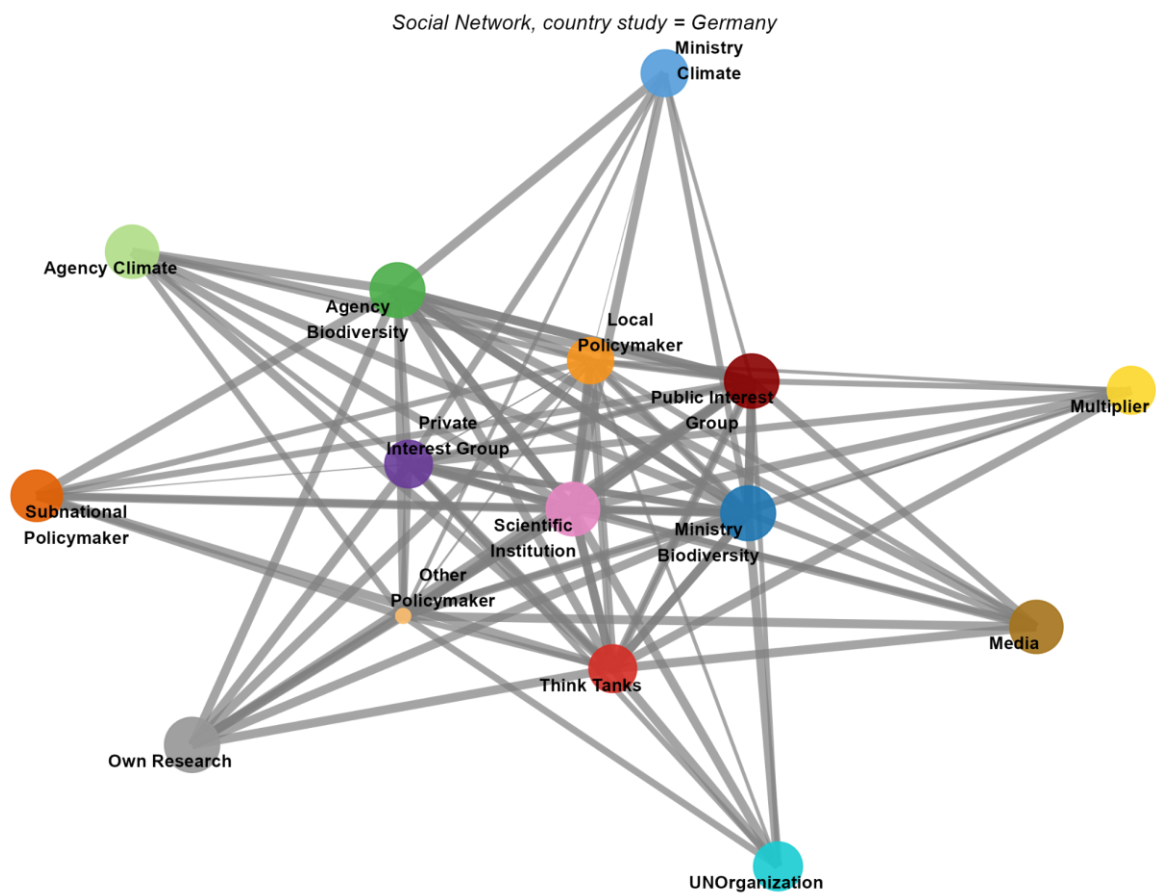 Social Network, country study = Germany
Ministry
Climate
Agency Climate
Agency
Biodiversity
Local
Policymaker
Public Interest
Group
Multiplier
Private
Interest Group
Subnational
Policymaker
Scientific
Institution
Ministry
Biodiversity
Other
Policymaker
Media
Think Tanks
Own Research
UNOrganization